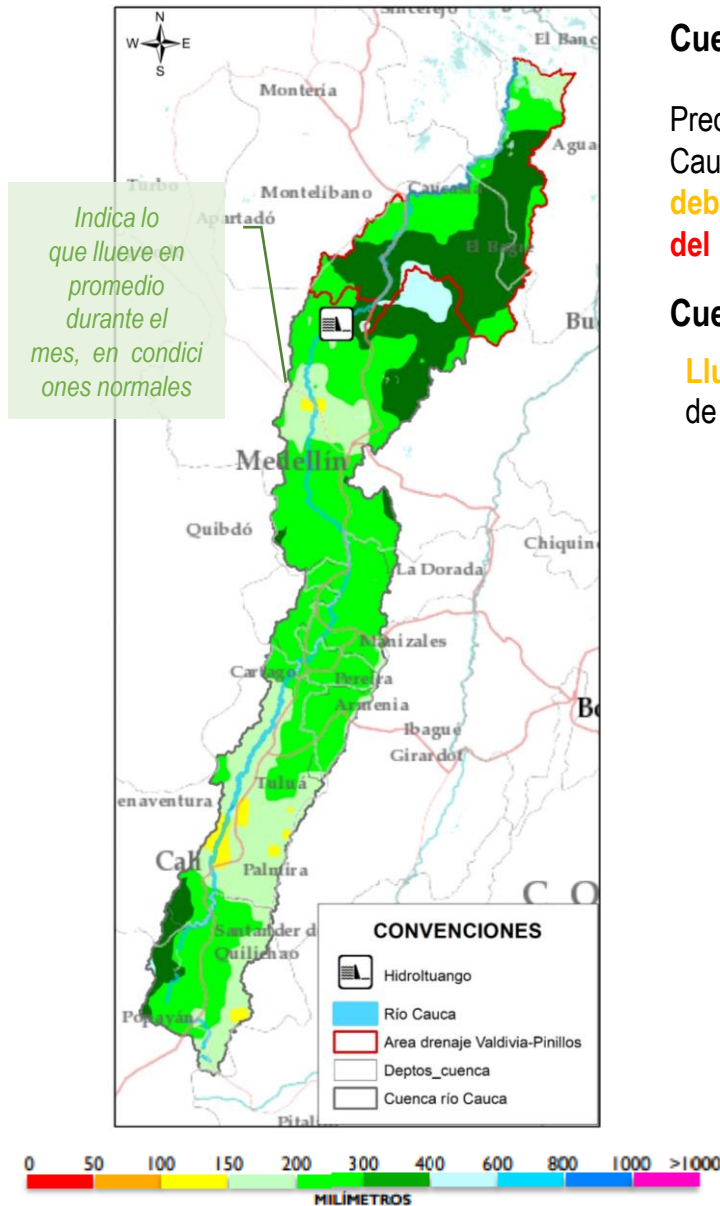 N
W E
S
Sincelejo
El Banc
Montería
Agua
Turbo
Montelíbano
Caucasia
Apartadó
El Bagre
Indica lo
que llueve en
promedio
durante el
mes, en condici
ones normales
Bu
Medellín
Quibdó
Chiquin
La Dorada
Manizales
Cartago
Pereira
Armenia
Bo
Ibagué
Girardot
Tuluá
enaventura
Cali
Palmira
C O
Santander d
Quilichao
Popayán
Pital
CONVENCIONES
HidroItuango
Río Cauca
Area drenaje Valdivia-Pinillos
Deptos_cuenca
Cuenca río Cauca
0 50 100 150 200 300 400 600 800 1000 >1000
MILÍMETROS
Cue
Prec
Cau
deb
del
Cue
Llu
de